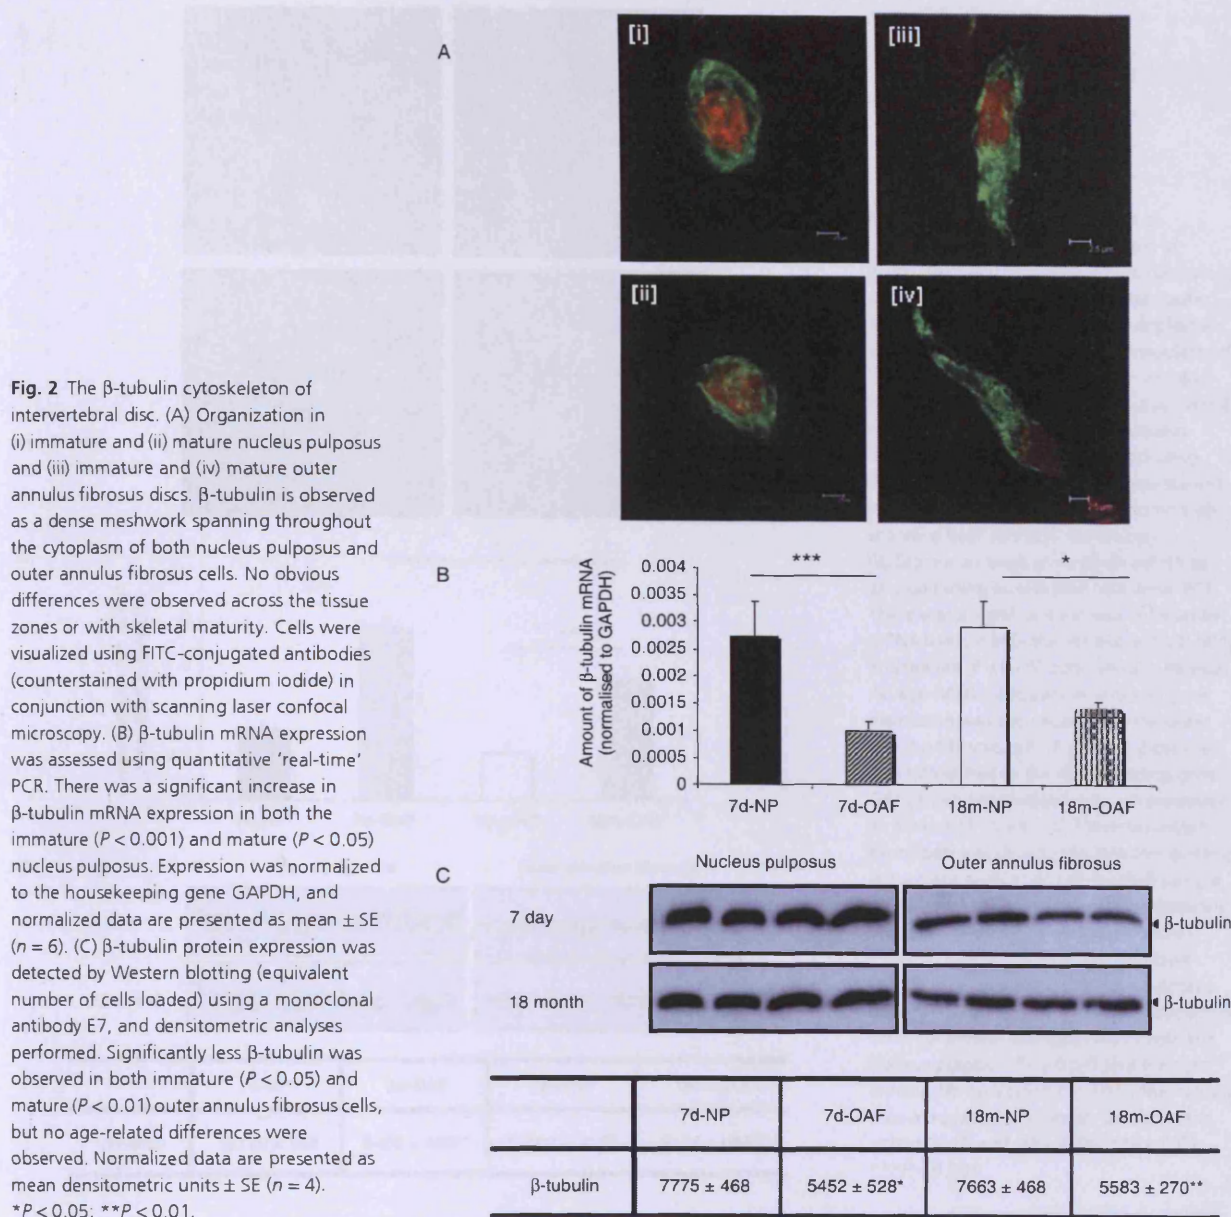 A
[i]
[iii]
[ii]
[iv]
Fig. 2 The β-tubulin cytoskeleton of
intervertebral disc. (A) Organization in
(i) immature and (ii) mature nucleus pulposus
and (iii) immature and (iv) mature outer
annulus fibrosus discs. β-tubulin is observed
as a dense meshwork spanning throughout
the cytoplasm of both nucleus pulposus and
outer annulus fibrosus cells. No obvious
differences were observed across the tissue
zones or with skeletal maturity. Cells were
visualized using FITC-conjugated antibodies
(counterstained with propidium iodide) in
conjunction with scanning laser confocal
microscopy. (B) β-tubulin mRNA expression
was assessed using quantitative 'real-time'
PCR. There was a significant increase in
β-tubulin mRNA expression in both the
immature (P < 0.001) and mature (P < 0.05)
nucleus pulposus. Expression was normalized
to the housekeeping gene GAPDH, and
normalized data are presented as mean ± SE
(n = 6). (C) β-tubulin protein expression was
detected by Western blotting (equivalent
number of cells loaded) using a monoclonal
antibody E7, and densitometric analyses
performed. Significantly less β-tubulin was
observed in both immature (P < 0.05) and
mature (P < 0.01) outer annulus fibrosus cells,
but no age-related differences were
observed. Normalized data are presented as
mean densitometric units ± SE (n = 4).
*P < 0.05; **P < 0.01.
B
Amount of β-tubulin mRNA
(normalised to GAPDH)
0.004
0.0035
0.003
0.0025
0.002
0.0015
0.001
0.0005
0
***
*
7d-NP 7d-OAF 18m-NP 18m-OAF
C
Nucleus pulposus Outer annulus fibrosus
7 day
β-tubulin
18 month
β-tubulin
7d-NP 7d-OAF 18m-NP 18m-OAF
β-tubulin 7775 ± 468 5452 ± 528* 7663 ± 468 5583 ± 270**